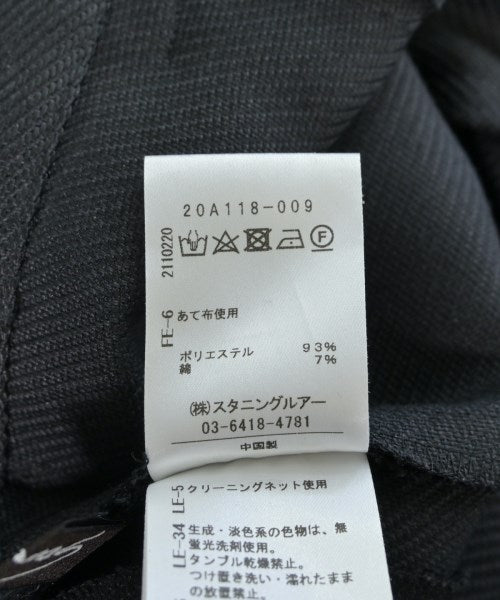 20A118-009
2110220
F
FE-6 あて布使用
ポリエステル 93%
綿 7%
(株)スタニングルアー
03-6418-4781
中国製
LE-5 クリーニングネット使用
LE-34 生成・淡色系の色物は、無
蛍光洗剤使用。
タンブル乾燥禁止。
つけ置き洗い・濡れたまま
の放置禁止。